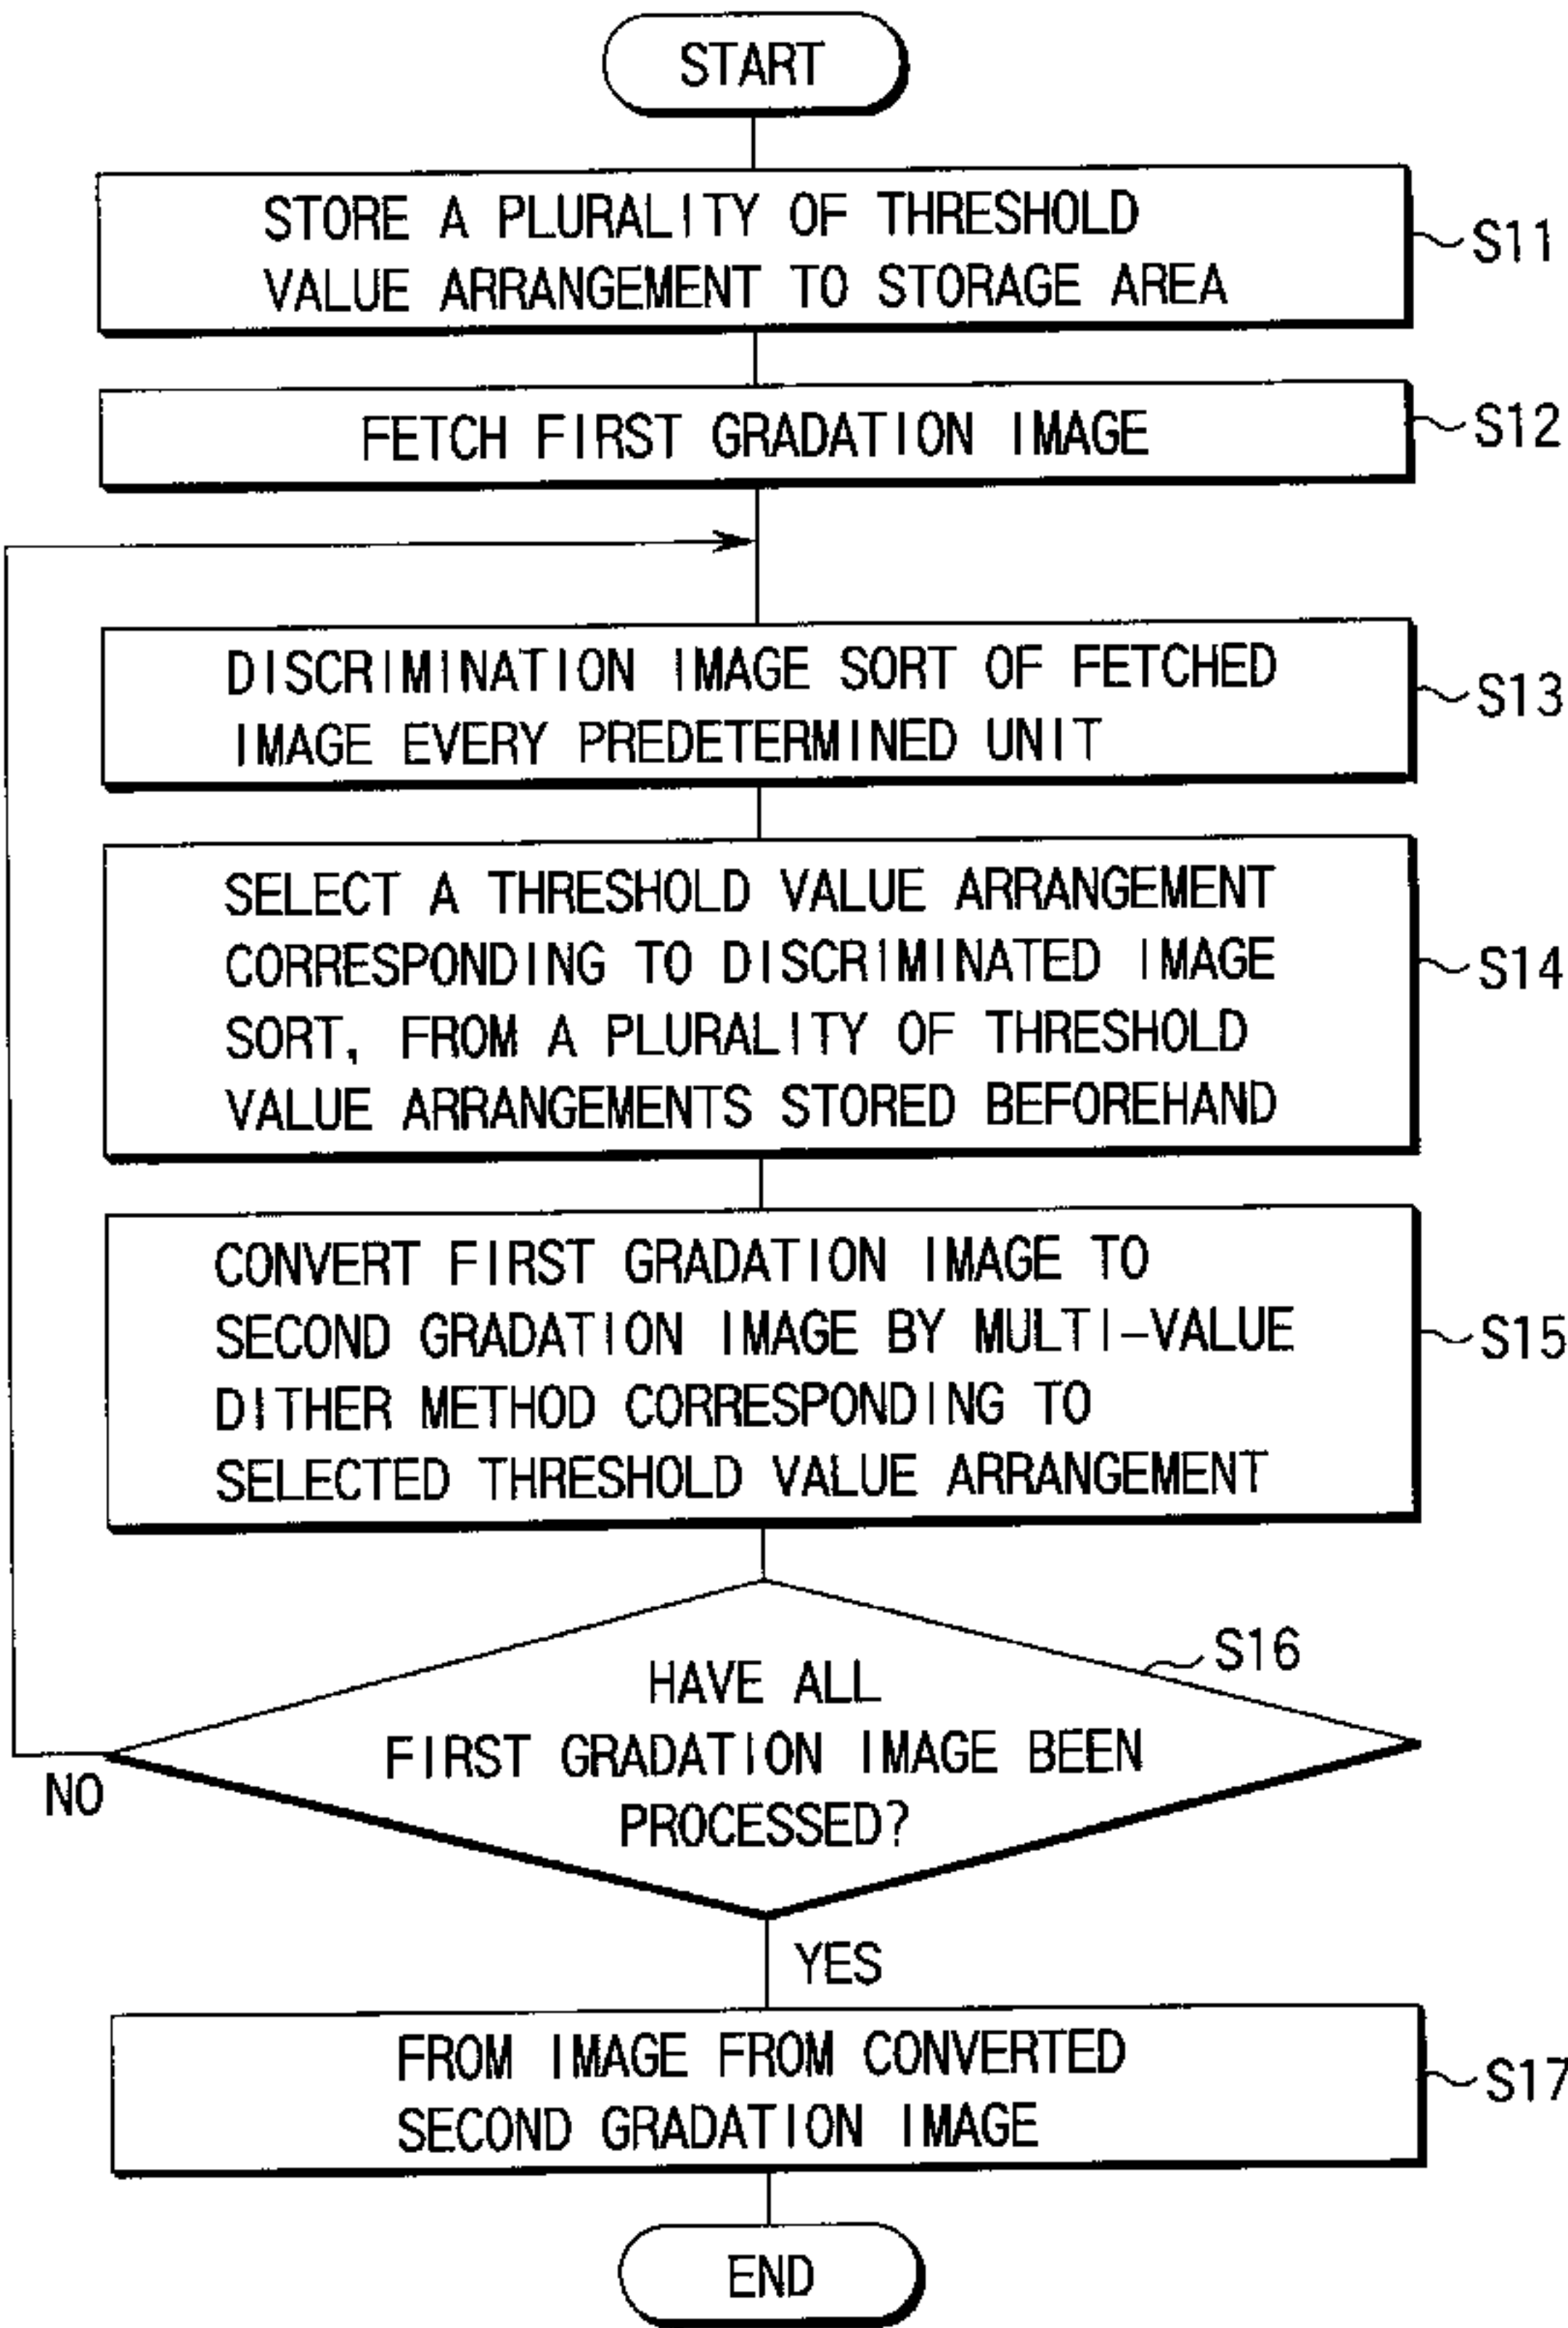 START
STORE A PLURALITY OF THRESHOLD
VALUE ARRANGEMENT TO STORAGE AREA
S11
FETCH FIRST GRADATION IMAGE
S12
DISCRIMINATION IMAGE SORT OF FETCHED
IMAGE EVERY PREDETERMINED UNIT
S13
SELECT A THRESHOLD VALUE ARRANGEMENT
CORRESPONDING TO DISCRIMINATED IMAGE
SORT, FROM A PLURALITY OF THRESHOLD
VALUE ARRANGEMENTS STORED BEFOREHAND
S14
CONVERT FIRST GRADATION IMAGE TO
SECOND GRADATION IMAGE BY MULTI-VALUE
DITHER METHOD CORRESPONDING TO
SELECTED THRESHOLD VALUE ARRANGEMENT
S15
S16
HAVE ALL
FIRST GRADATION IMAGE BEEN
PROCESSED?
NO
YES
FROM IMAGE FROM CONVERTED
SECOND GRADATION IMAGE
S17
END